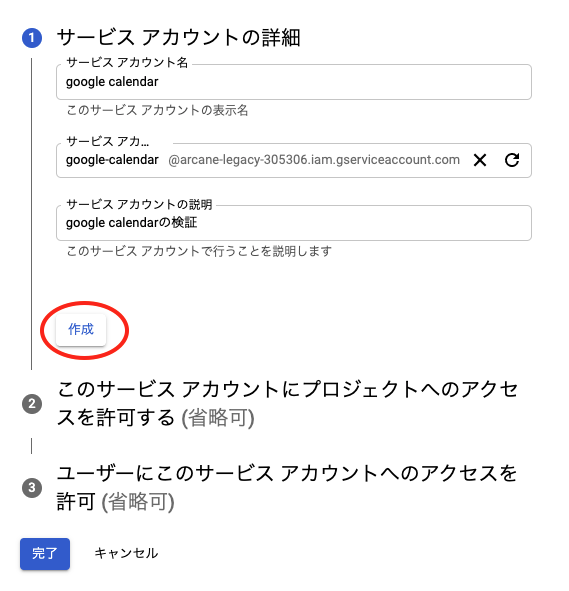 1 サービス アカウントの詳細
サービス アカウント名
google calendar
このサービス アカウントの表示名
サービス アカ...
google-calendar @arcane-legacy-305306.iam.gserviceaccount.com
サービス アカウントの説明
google calendarの検証
このサービス アカウントで行うことを説明します
作成
2 このサービス アカウントにプロジェクトへのアクセ
スを許可する (省略可)
3 ユーザーにこのサービス アカウントへのアクセスを
許可 (省略可)
完了 キャンセル